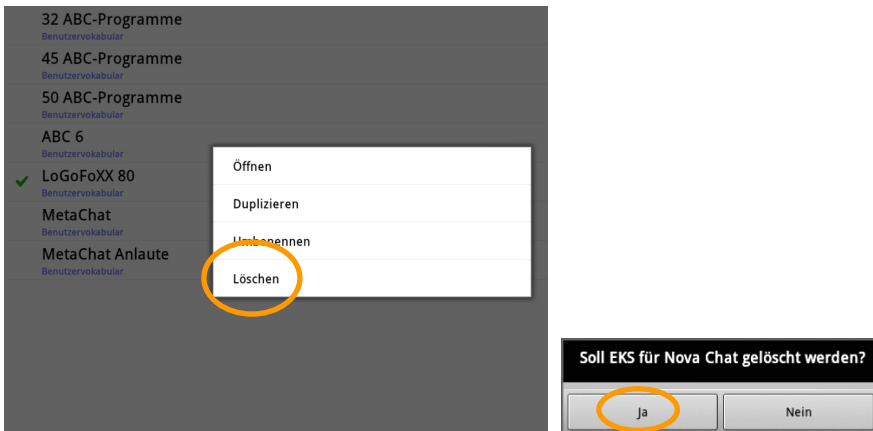 32 ABC-Programme
Benutzervokabular
45 ABC-Programme
Benutzervokabular
50 ABC-Programme
Benutzervokabular
ABC 6
Benutzervokabular
LoGoFoXX 80
Benutzervokabular
MetaChat
Benutzervokabular
MetaChat Anlaute
Benutzervokabular
Öffnen
Duplizieren
Umbenennen
Löschen
Soll EKS für Nova Chat gelöscht werden?
Ja
Nein